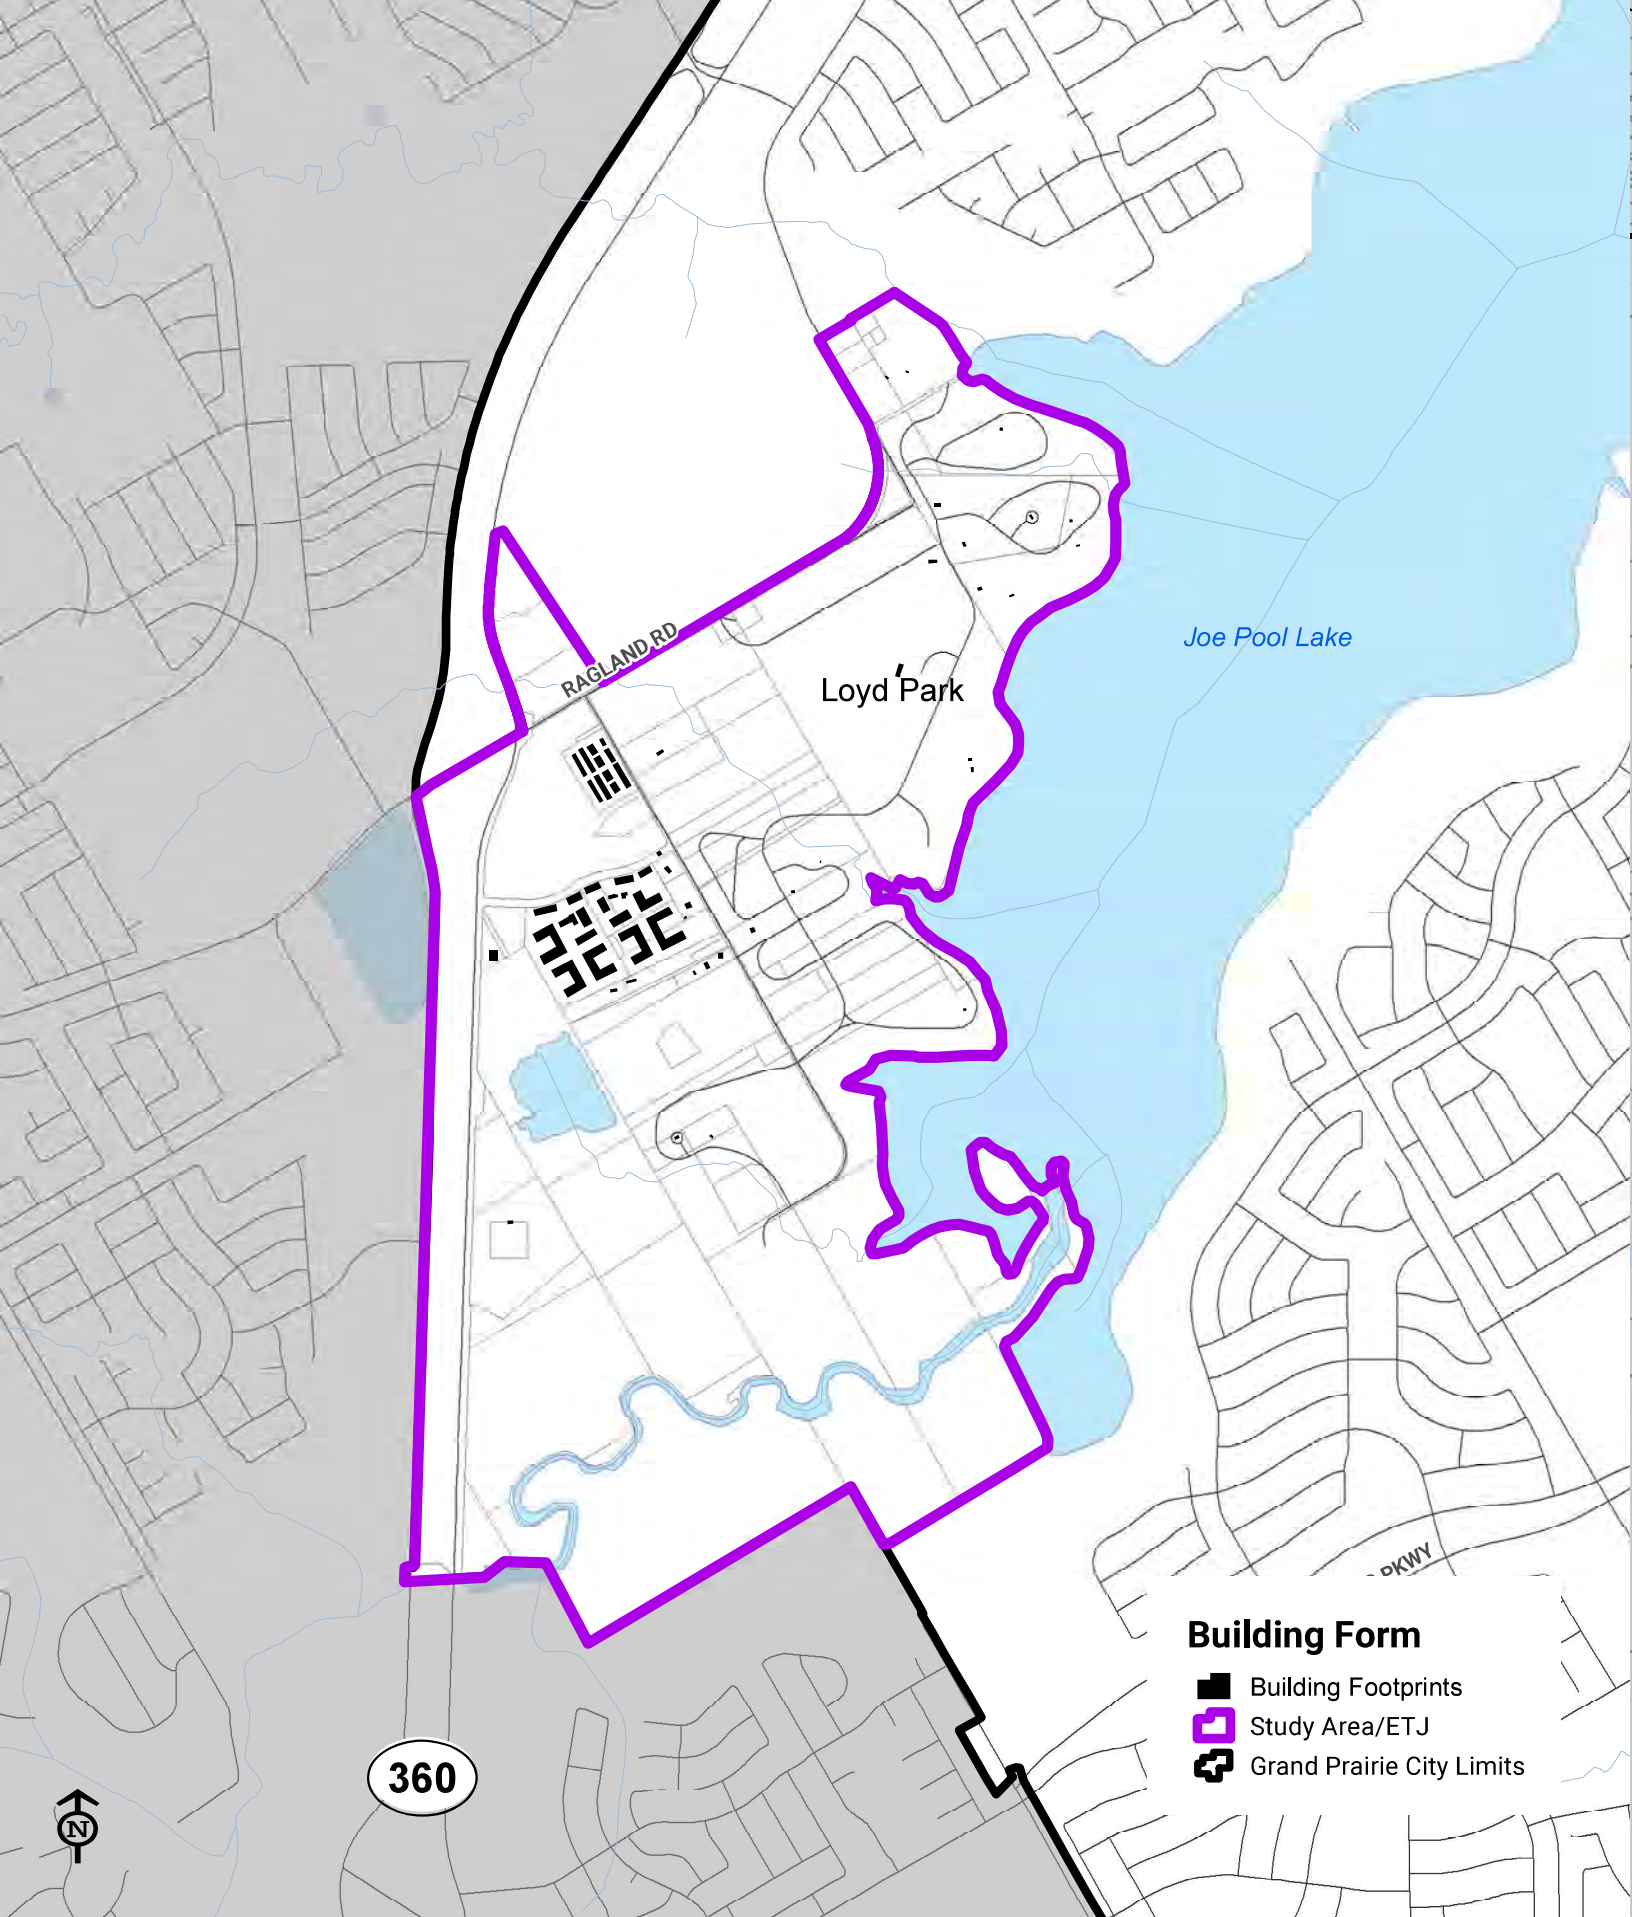 Joe Pool Lake
RAGLAND RD
Loyd Park
PKWY
Building Form
Building Footprints
Study Area/ETJ
Grand Prairie City Limits
360
N